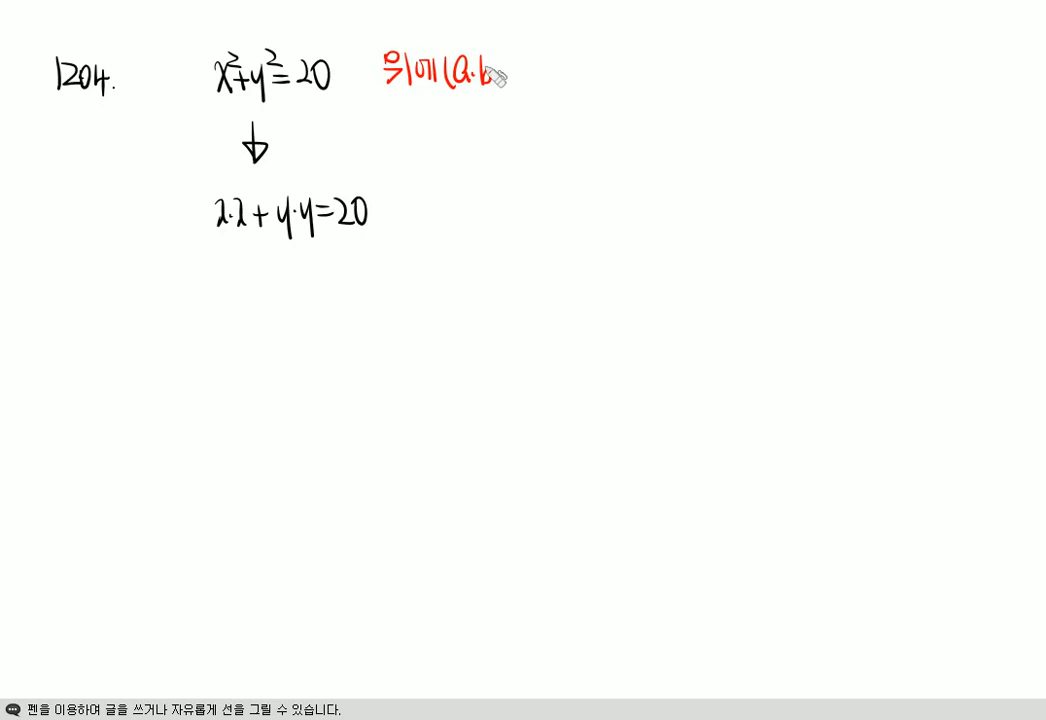 1204. x²+y²=20 위에 (a.b
↓
x·x + y·y=20
펜을 이용하여 글을 쓰거나 자유롭게 선을 그릴 수 있습니다.